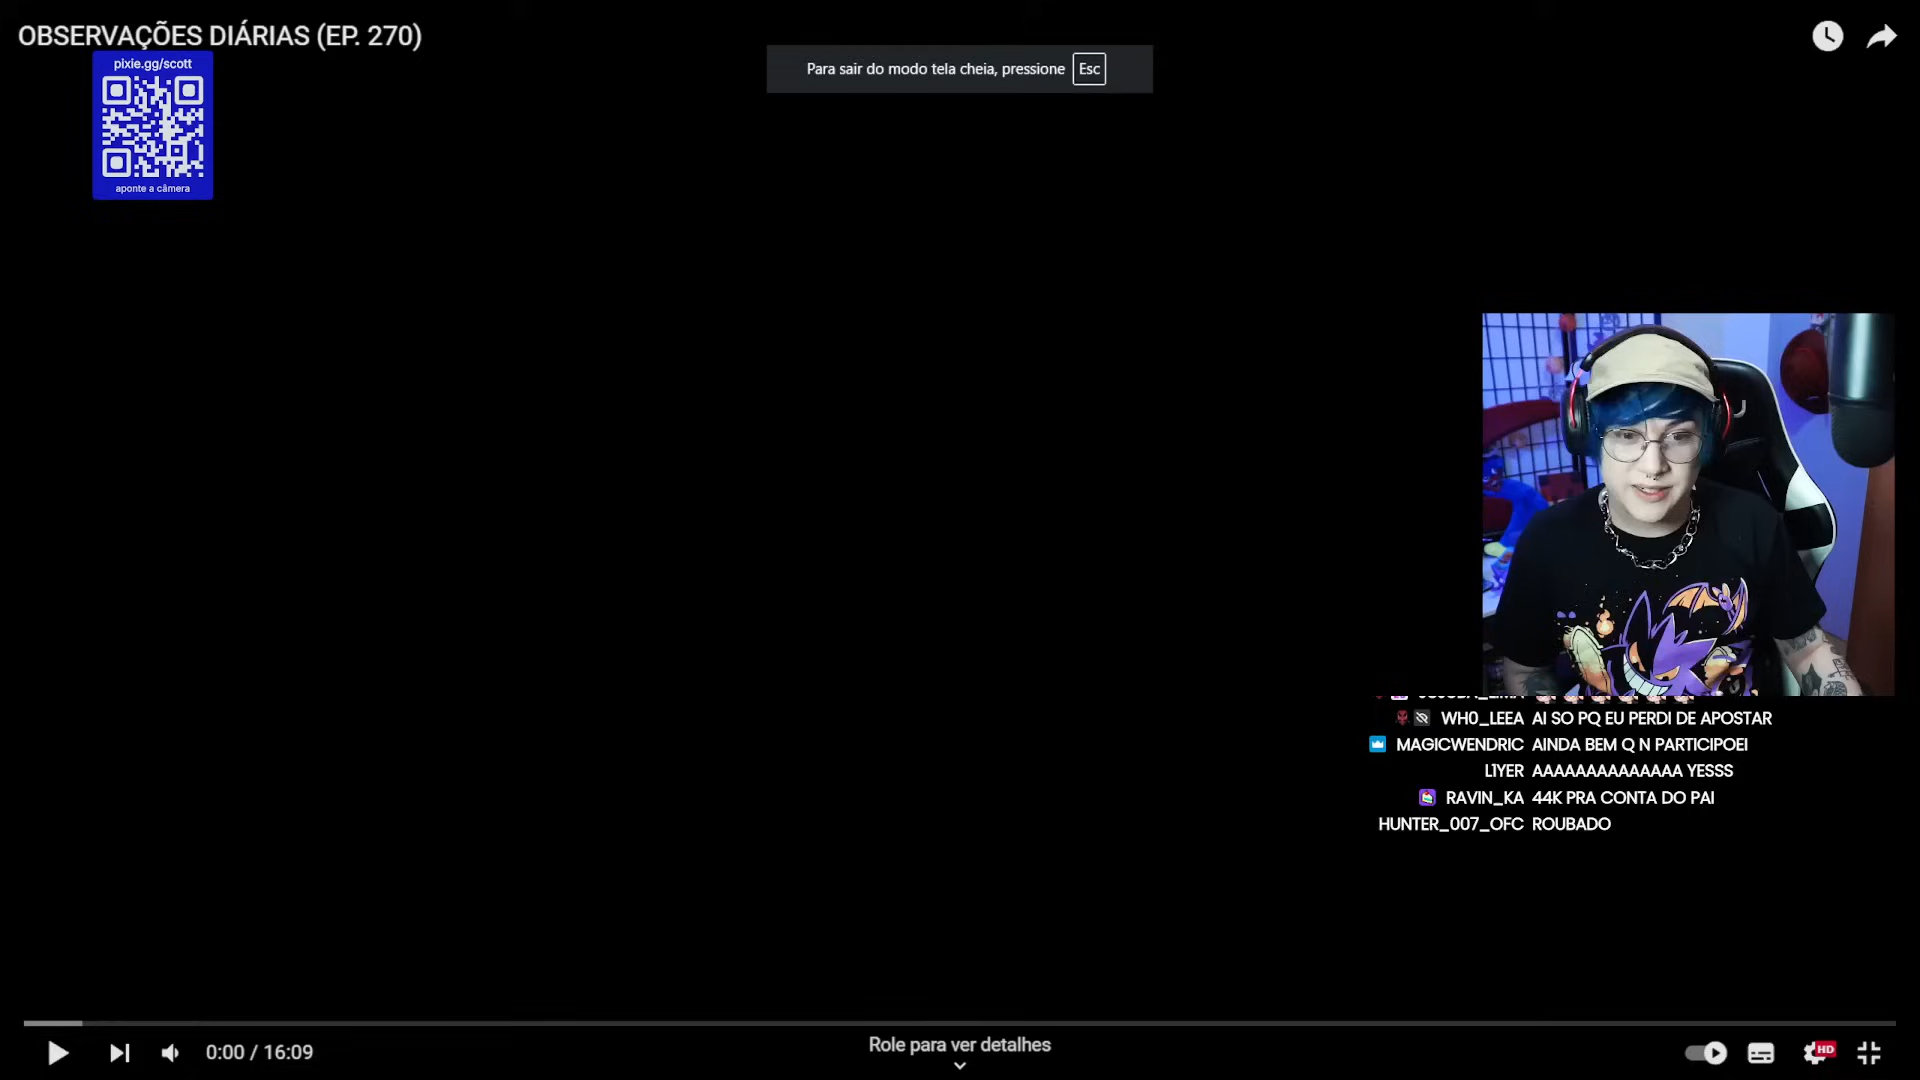 OBSERVAÇÕES DIÁRIAS (EP. 270)
pixie.gg/scott
aponte a câmera
Para sair do modo tela cheia, pressione Esc
WH0_LEEA AI SO PQ EU PERDI DE APOSTAR
MAGICWENDRIC AINDA BEM Q N PARTICIPOEI
L1YER AAAAAAAAAAAAAA YESSS
RAVIN_KA 44K PRA CONTA DO PAI
HUNTER_007_OFC ROUBADO
0:00 / 16:09
Role para ver detalhes
HD